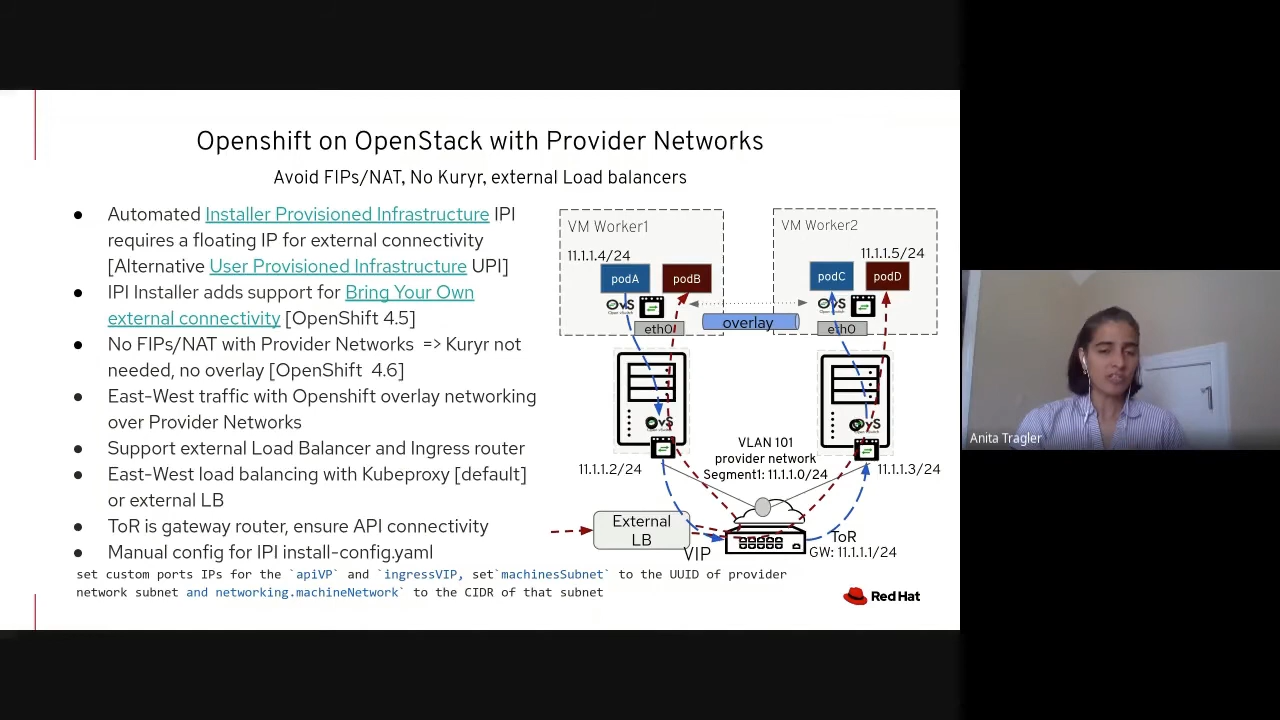 Openshift on OpenStack with Provider Networks
Avoid FIPs/NAT, No Kuryr, external Load balancers
● Automated Installer Provisioned Infrastructure IPI
requires a floating IP for external connectivity
[Alternative User Provisioned Infrastructure UPI]
● IPI Installer adds support for Bring Your Own
external connectivity [OpenShift 4.5]
● No FIPs/NAT with Provider Networks => Kuryr not
needed, no overlay [OpenShift 4.6]
● East-West traffic with Openshift overlay networking
over Provider Networks
● Support external Load Balancer and Ingress router
● East-West load balancing with Kubeproxy [default]
or external LB
● ToR is gateway router, ensure API connectivity
● Manual config for IPI install-config.yaml
set custom ports IPs for the `apiVP` and `ingressVIP, set`machinesSubnet` to the UUID of provider
network subnet and networking.machineNetwork` to the CIDR of that subnet
VM Worker1
11.1.1.4/24
podA
podB
OvS
eth0
overlay
VM Worker2
11.1.1.5/24
podC
podD
OvS
eth0
OvS
OvS
11.1.1.2/24
VLAN 101
provider network
Segment1: 11.1.1.0/24
11.1.1.3/24
External
LB
VIP
ToR
GW: 11.1.1.1/24
Red Hat
Anita Tragler